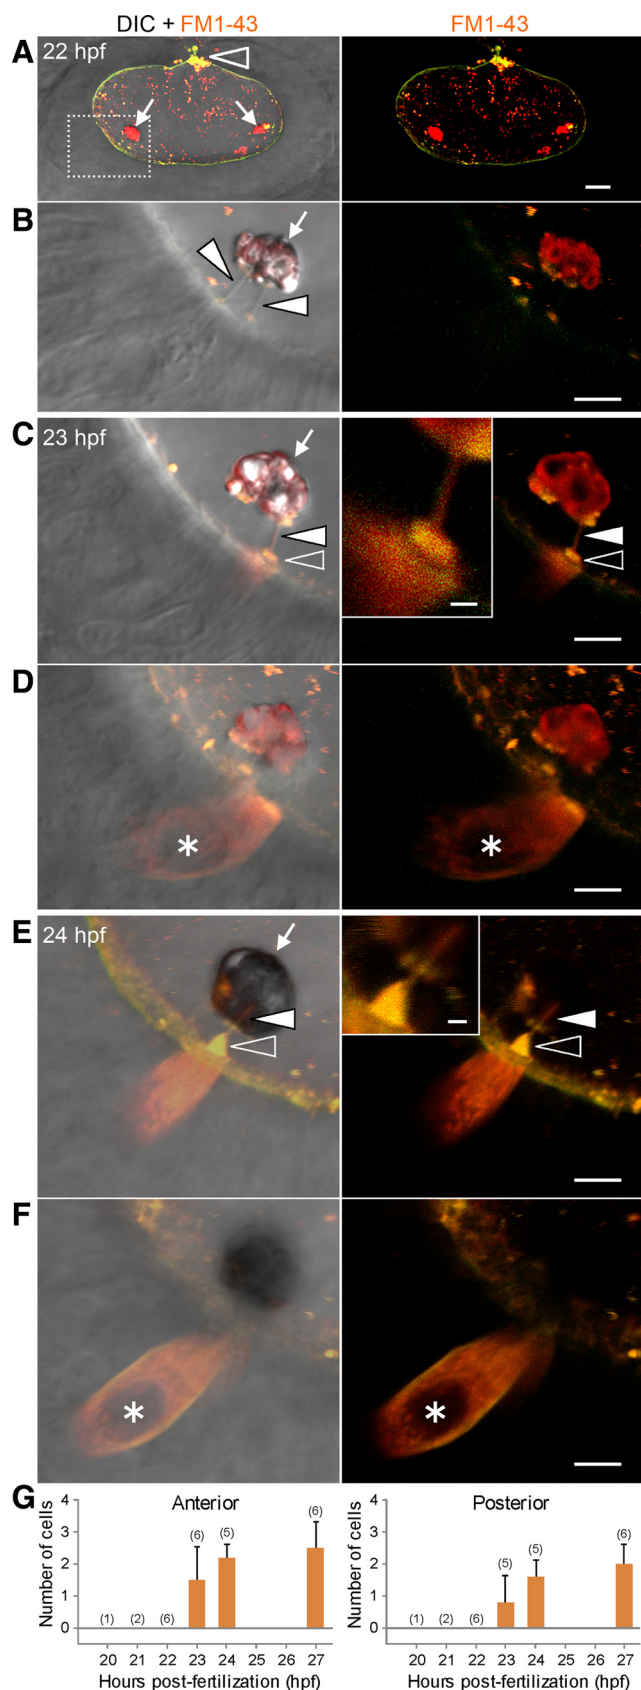 DIC + FM1-43
FM1-43
A
22 hpf
B
C
23 hpf
D
*
*
E
24 hpf
F
*
*
G
Anterior
Number of cells
4
3
2
1
0
(1)
(2)
(6)
(6)
(5)
(6)
20
21
22
23
24
25
26
27
Hours post-fertilization (hpf)
Posterior
Number of cells
4
3
2
1
0
(1)
(2)
(6)
(5)
(5)
(6)
20
21
22
23
24
25
26
27
Hours post-fertilization (hpf)